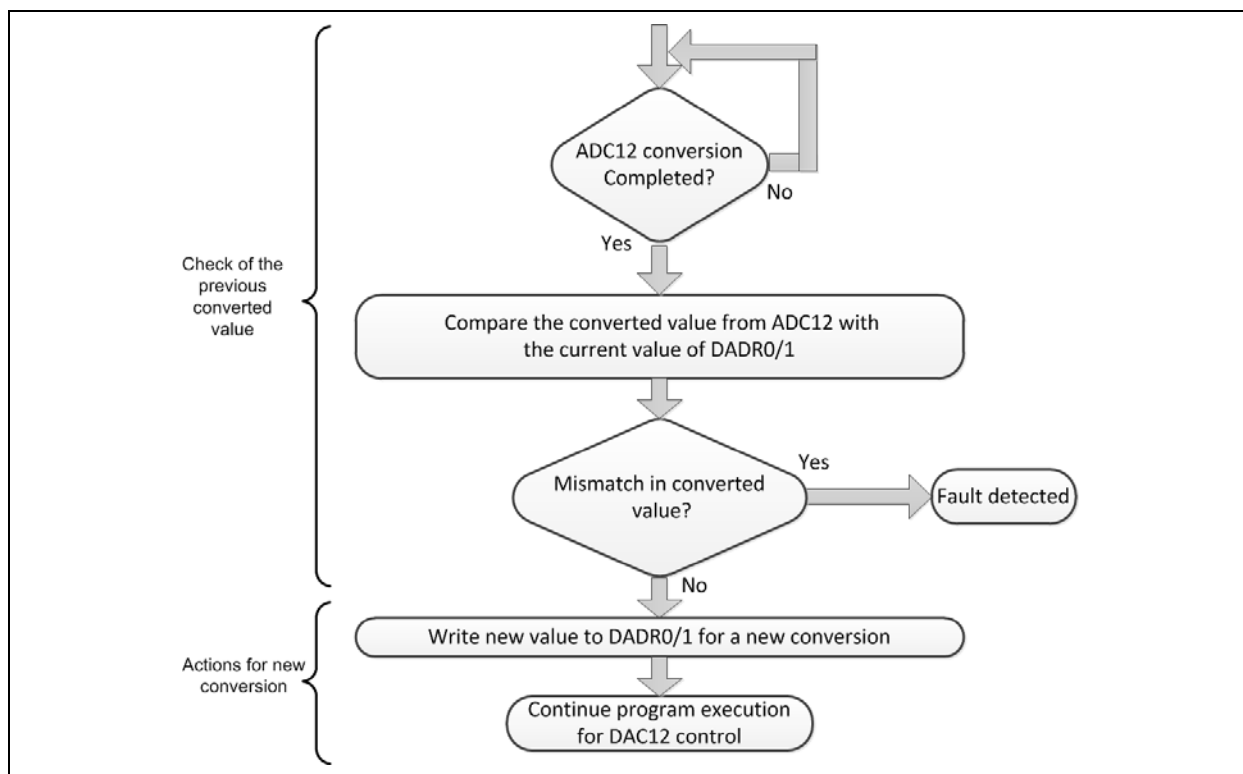 ADC12 conversion
Completed?
No
Yes
Check of the
previous
converted
value
Compare the converted value from ADC12 with
the current value of DADR0/1
Mismatch in converted
value?
Yes
Fault detected
No
Write new value to DADR0/1 for a new conversion
Actions for new
conversion
Continue program execution
for DAC12 control